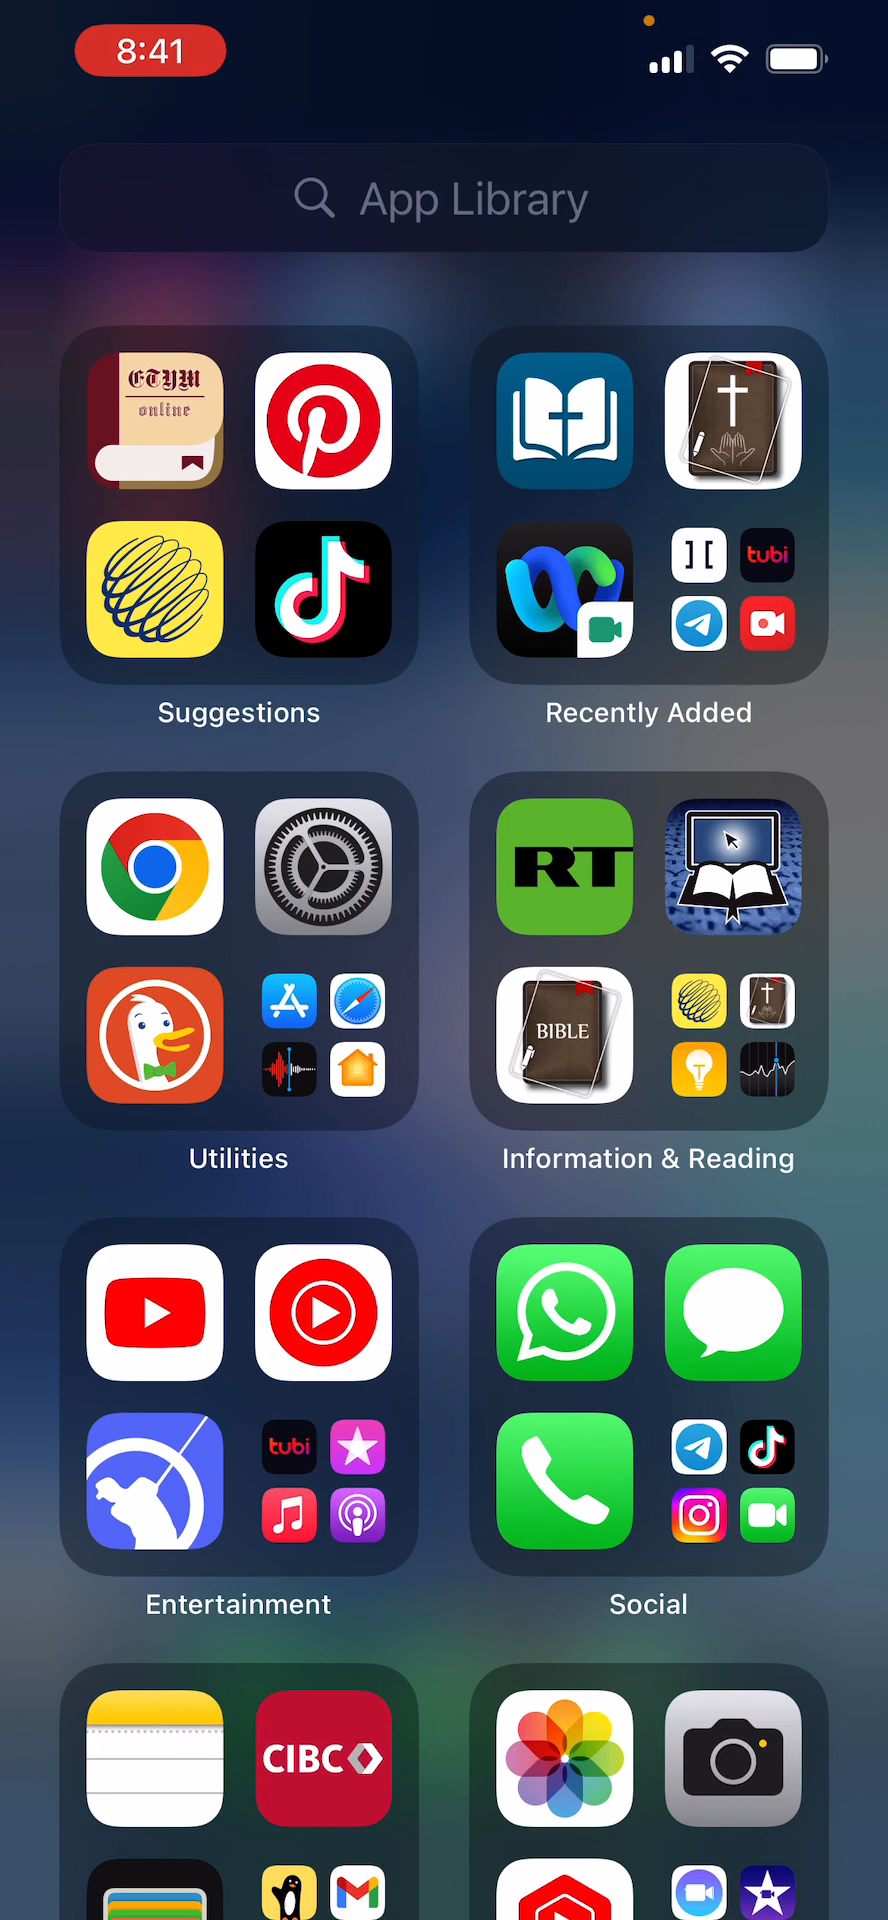 8:41
App Library
ETYM
online
tubi
Suggestions
Recently Added
RT
BIBLE
Utilities
Information & Reading
tubi
Entertainment
Social
CIBC